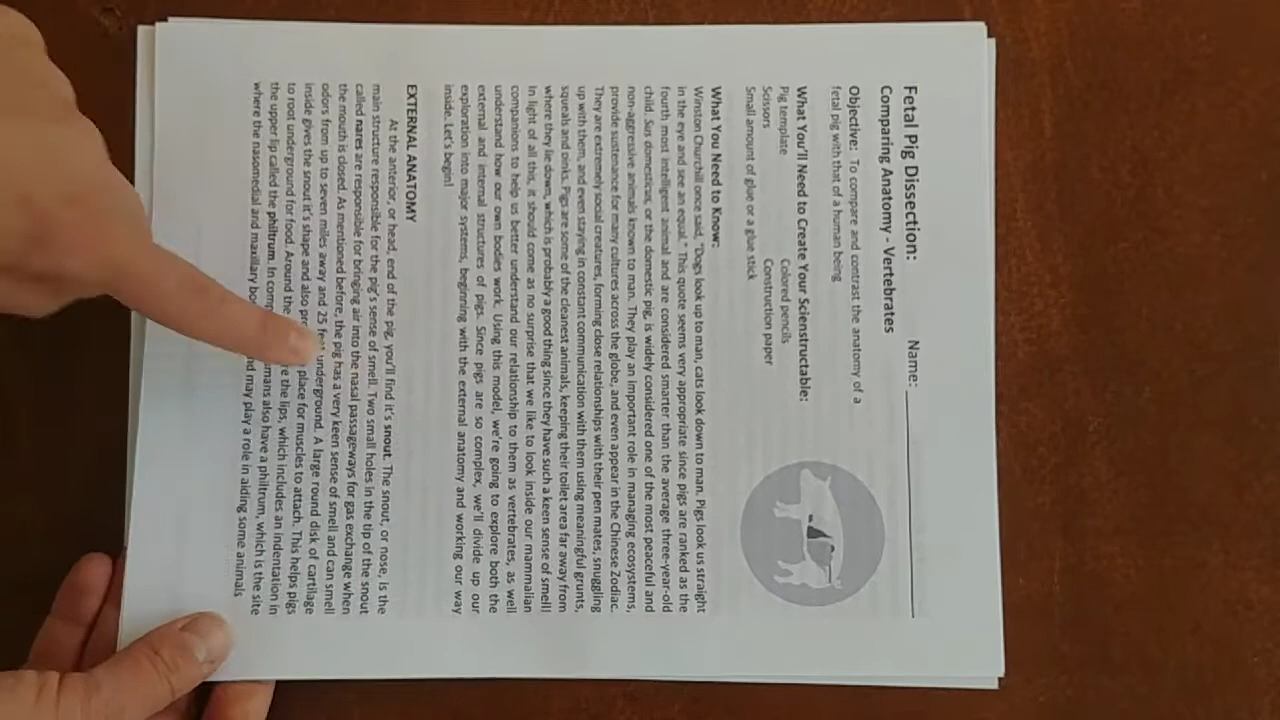 Fetal Pig Dissection:
Name:
Comparing Anatomy - Vertebrates
Objective: To compare and contrast the anatomy of a
fetal pig with that of a human being
What You'll Need to Create Your Scienstructable:
Pig template
Colored pencils
Scissors
Construction paper
Small amount of glue or a glue stick
What You Need to Know:
Winston Churchill once said, "Dogs look up to man, cats look down to man. Pigs look us straight
in the eye and see an equal." This quote seems very appropriate since pigs are ranked as the
fourth most intelligent animal and are considered smarter than the average three-year-old
child. Sus domesticus, or the domestic pig, is widely considered one of the most peaceful and
non-aggressive animals known to man. They play an important role in managing ecosystems,
provide sustenance for many cultures across the globe, and even appear in the Chinese Zodiac.
They are extremely social creatures, forming close relationships with their pen mates, snuggling
up with them, and even staying in constant communication with them using meaningful grunts,
squeals and oinks. Pigs are some of the cleanest animals, keeping their toilet area far away from
where they lie down, which is probably a good thing since they have such a keen sense of smell!
In light of all this, it should come as no surprise that we like to look inside our mammalian
companions to help us better understand our relationship to them as vertebrates, as well
understand how our own bodies work. Using this model, we're going to explore both the
external and internal structures of pigs. Since pigs are so complex, we'll divide up our
exploration into major systems, beginning with the external anatomy and working our way
inside. Let's begin!
EXTERNAL ANATOMY
At the anterior, or head, end of the pig, you'll find it's snout. The snout, or nose, is the
main structure responsible for the pig's sense of smell. Two small holes in the tip of the snout
called nares are responsible for bringing air into the nasal passageways for gas exchange when
the mouth is closed. As mentioned before, the pig has a very keen sense of smell and can smell
odors from up to seven miles away and 25 underground. A large round disk of cartilage
inside gives the snout it's shape and also place for muscles to attach. This helps pigs
to root underground for food. Around the the lips, which includes an indentation in
the upper lip called the philtrum. In also have a philtrum, which is the site
where the nasomedial and maxillary may play a role in aiding some animals